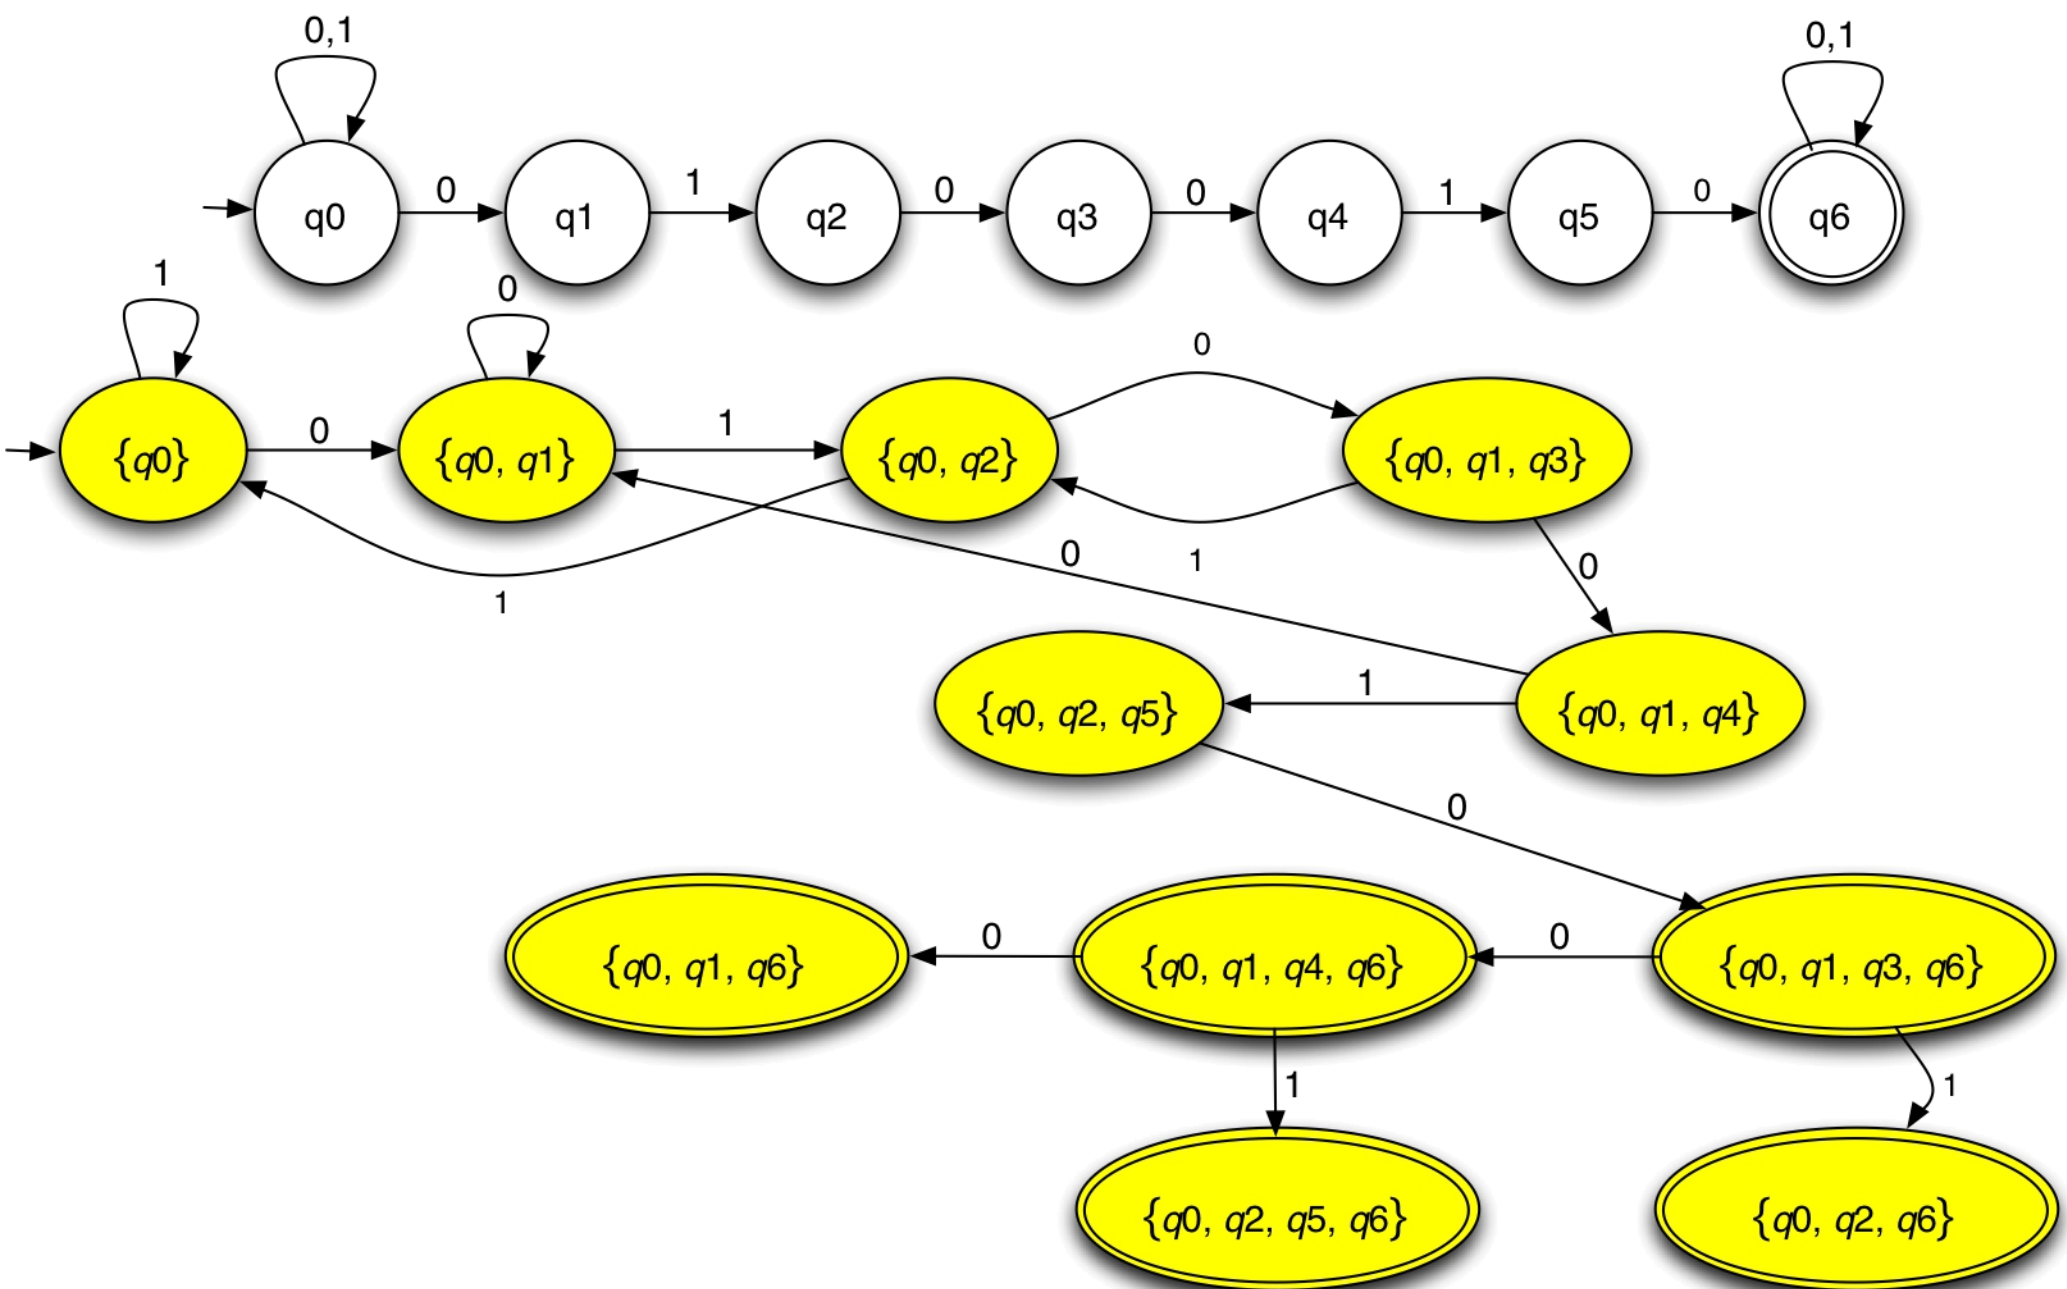 0,1
0,1
q0
0
q1
1
q2
0
q3
0
q4
1
q5
0
q6
1
0
0
{q0}
0
{q0, q1}
1
{q0, q2}
{q0, q1, q3}
0
1
0
1
{q0, q2, q5}
1
{q0, q1, q4}
0
{q0, q1, q6}
0
{q0, q1, q4, q6}
0
{q0, q1, q3, q6}
1
1
{q0, q2, q5, q6}
{q0, q2, q6}